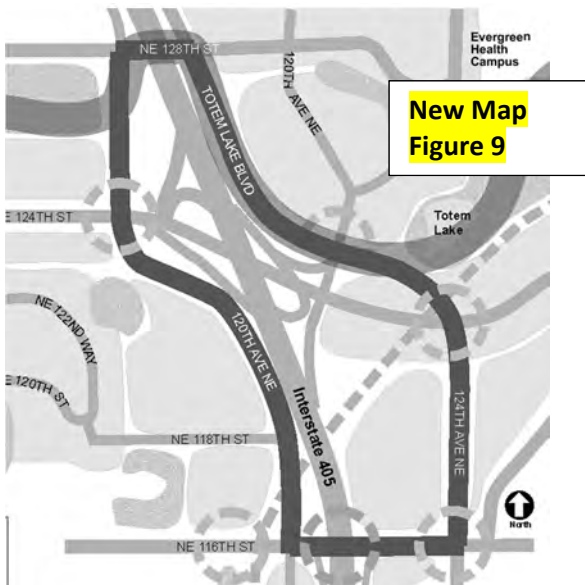 NE 128TH ST
120TH AVE NE
Evergreen
Health
Campus
New Map
Figure 9
TOTEM LAKE BLVD
E 124TH ST
Totem
Lake
NE 122ND WAY
E 120TH ST
120TH AVE NE
Interstate 405
124TH AVE NE
NE 118TH ST
North
NE 116TH ST